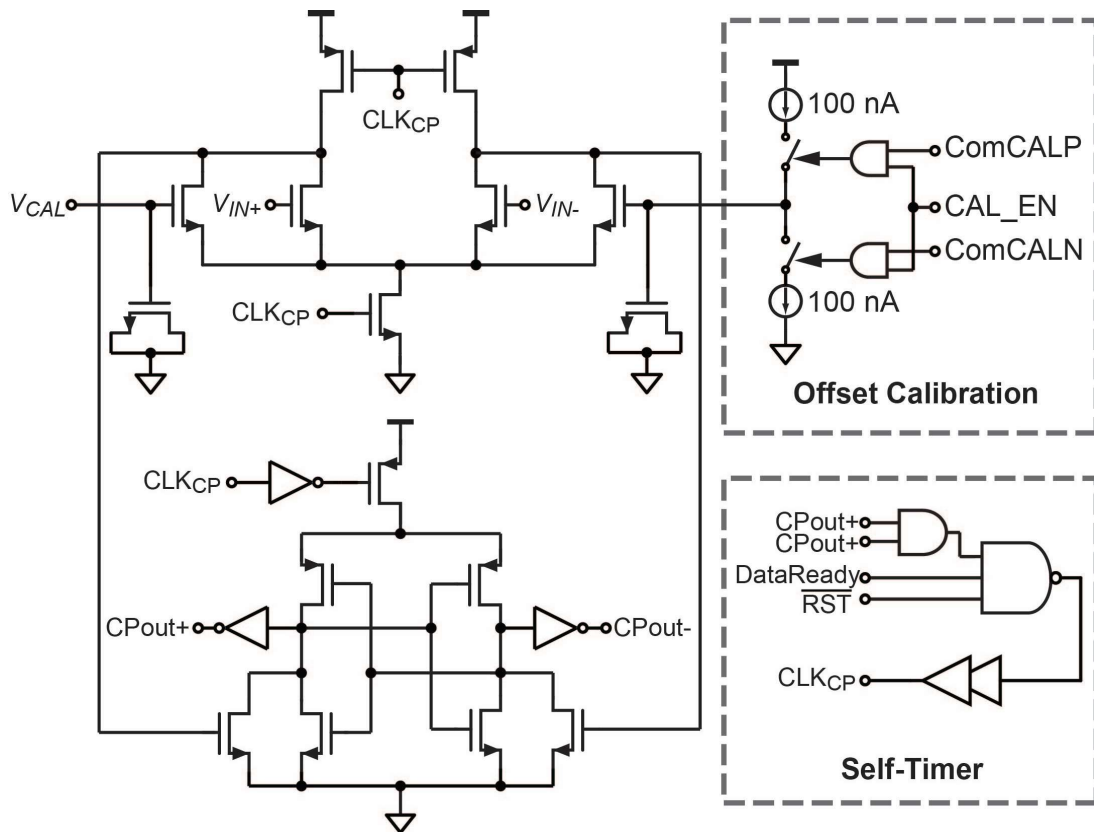 CLKCP
VCAL
VIN+
VIN-
CLKCP
100 nA
ComCALP
CAL_EN
ComCALN
100 nA
Offset Calibration
CLKCP
CPout+
CPout-
CPout+
CPout+
DataReady
RST
CLKCP
Self-Timer